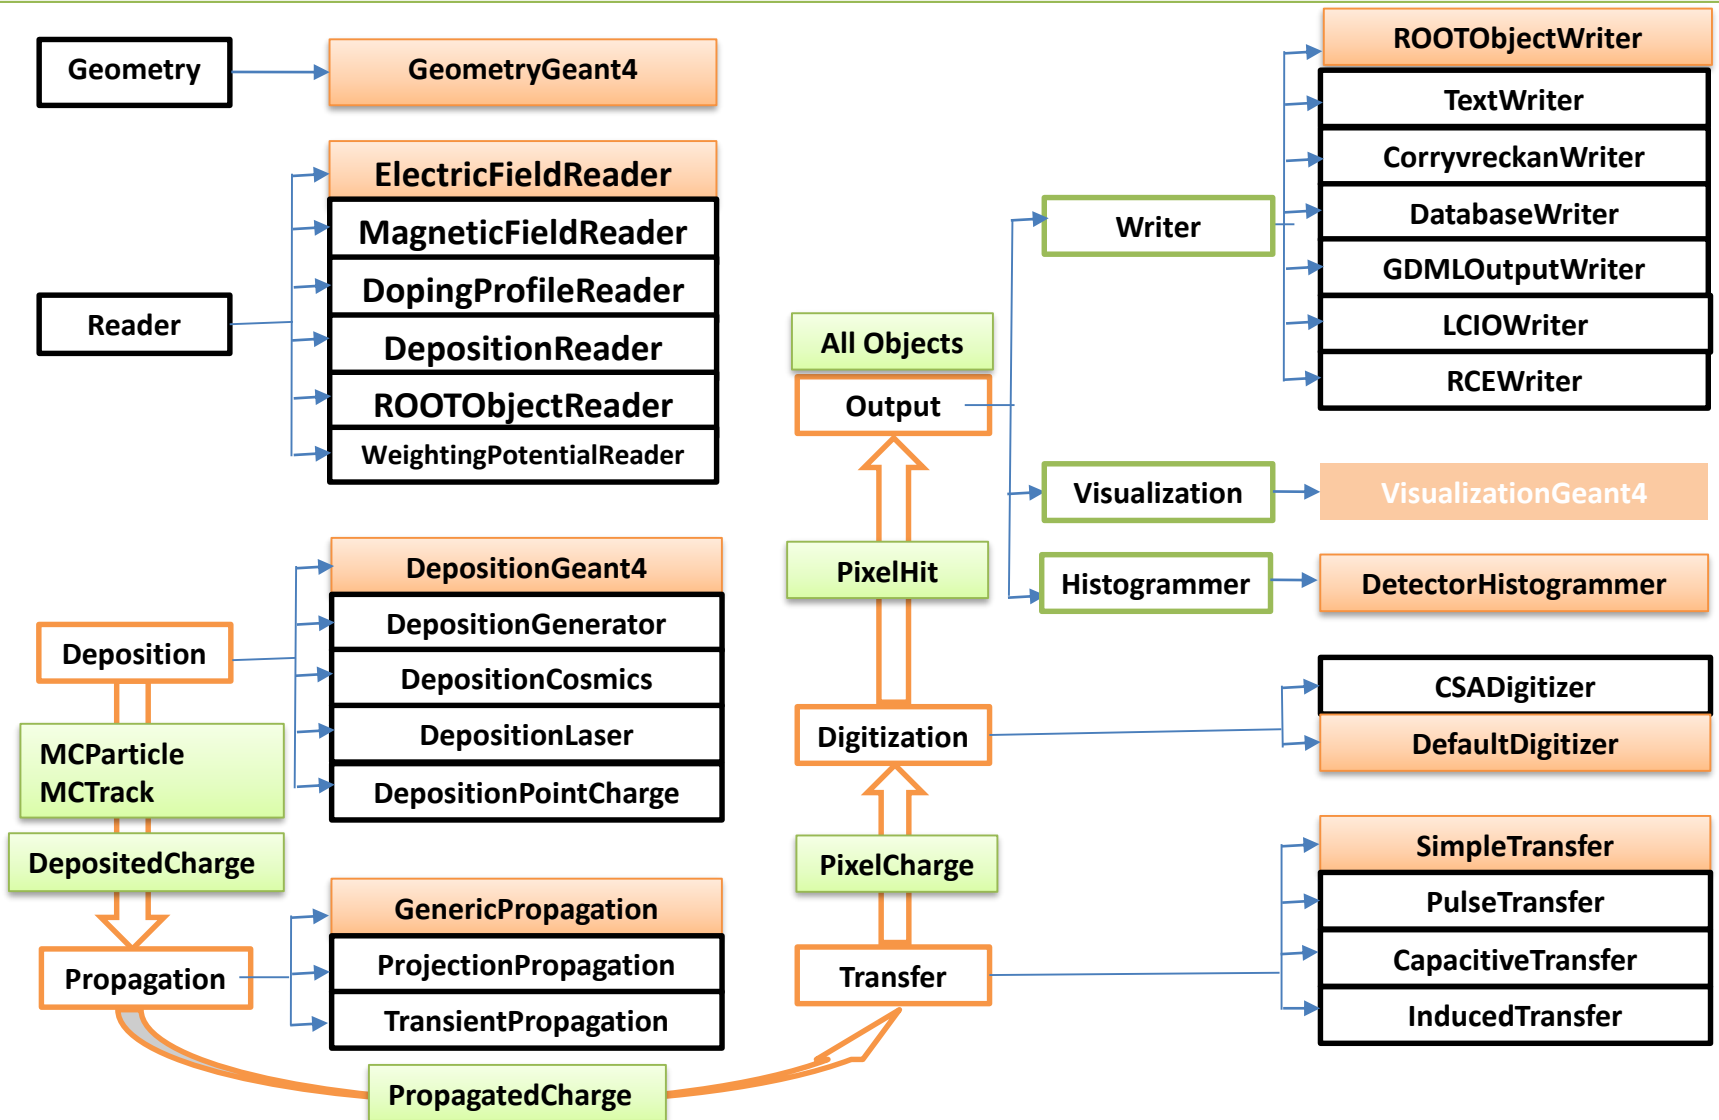 Geometry
GeometryGeant4
Reader
ElectricFieldReader
MagneticFieldReader
DopingProfileReader
DepositionReader
ROOTObjectReader
WeightingPotentialReader
Deposition
DepositionGeant4
DepositionGenerator
DepositionCosmics
DepositionLaser
DepositionPointCharge
MCParticle
MCTrack
DepositedCharge
Propagation
GenericPropagation
ProjectionPropagation
TransientPropagation
PropagatedCharge
Transfer
SimpleTransfer
PulseTransfer
CapacitiveTransfer
InducedTransfer
PixelCharge
Digitization
CSADigitizer
DefaultDigitizer
PixelHit
All Objects
Output
Writer
ROOTObjectWriter
TextWriter
CorryvreckanWriter
DatabaseWriter
GDMLOutputWriter
LCIOWriter
RCEWriter
Visualization
VisualizationGeant4
Histogrammer
DetectorHistogrammer